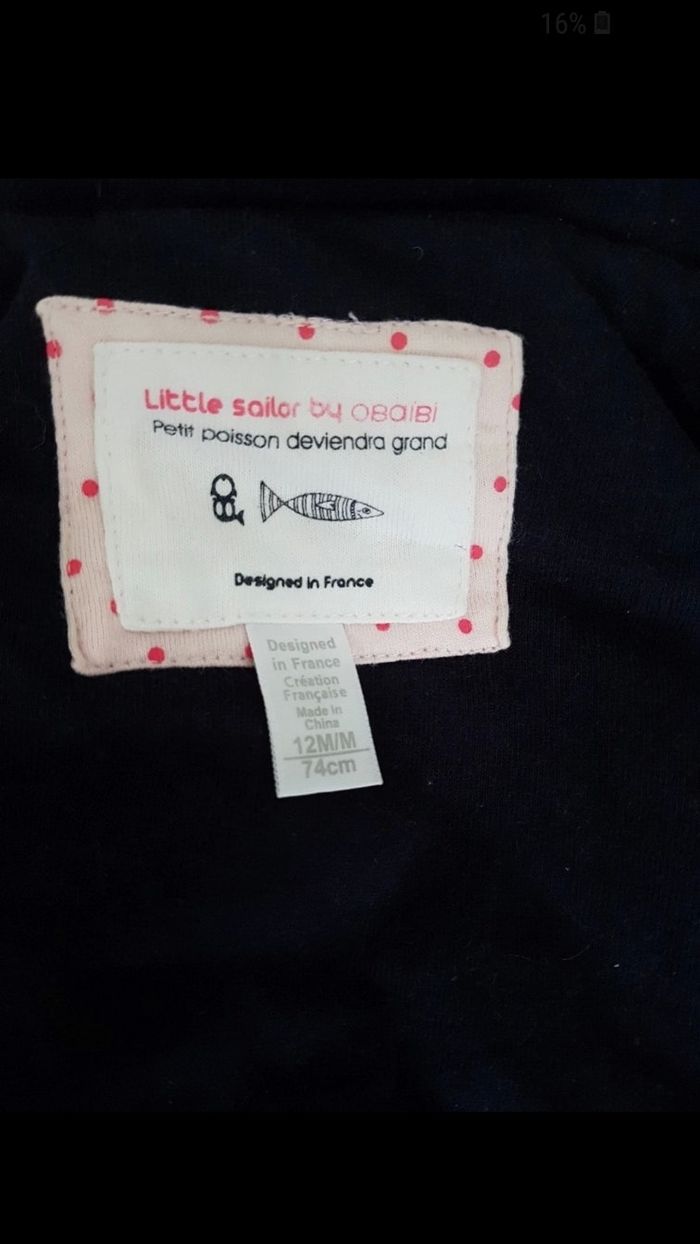 16%
Little sailor by OBAIBI
Petit poisson deviendra grand
Designed in France
Designed
in France
Création
Française
Made in
China
12M/M
74cm